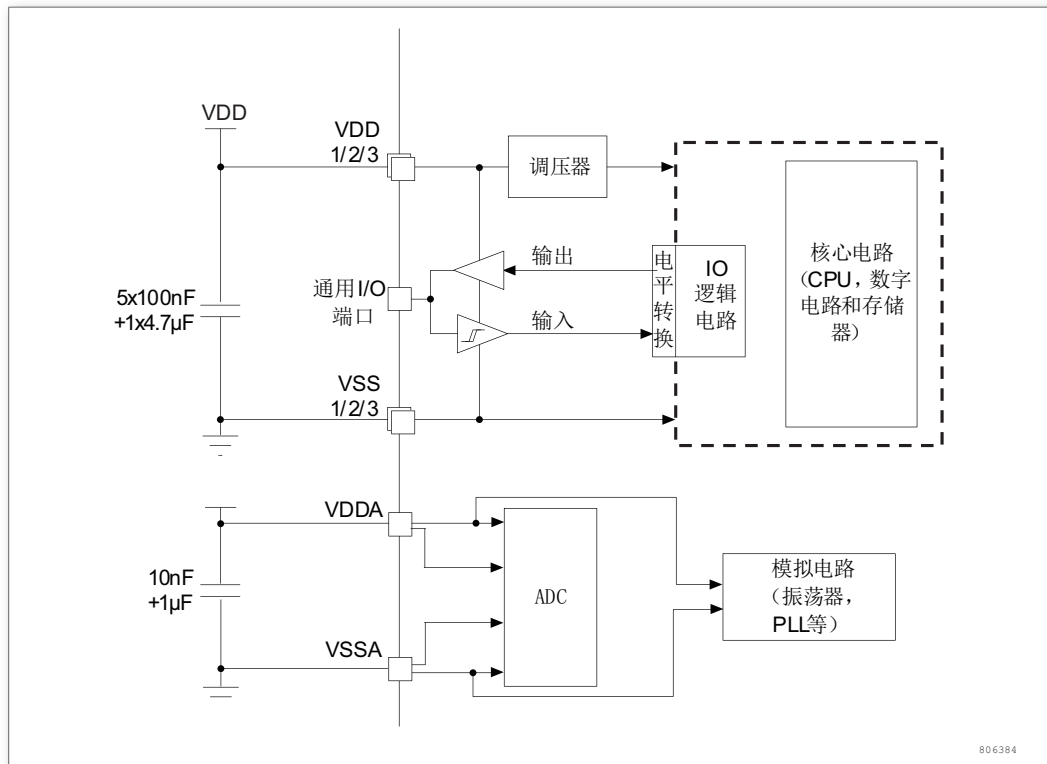 VDD
VDD
1/2/3
调压器
输出
电
平
转
换
IO
逻辑
电路
核心电路
(CPU，数字
电路和存储
器)
通用I/O
端口
5x100nF
+1x4.7µF
输入
VSS
1/2/3
VDDA
10nF
+1µF
ADC
模拟电路
（振荡器，
PLL等）
VSSA
806384